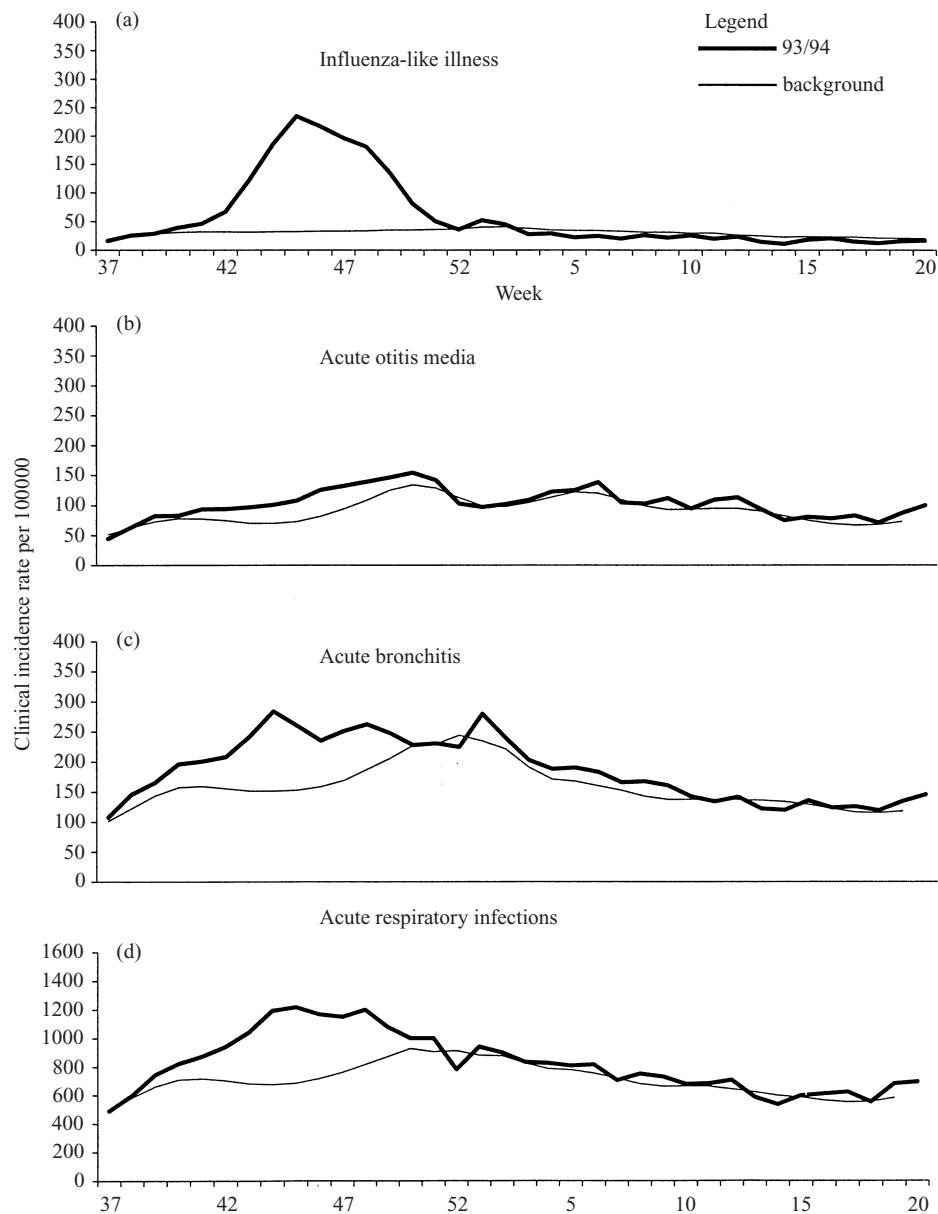 (a)
Legend
93/94
background
Influenza-like illness
400
350
300
250
200
150
100
50
0
37 42 47 52 5 10 15 20
Week
(b)
Acute otitis media
400
350
300
250
200
150
100
50
0
Clinical incidence rate per 100000
(c)
Acute bronchitis
400
350
300
250
200
150
100
50
0
Acute respiratory infections
(d)
1600
1400
1200
1000
800
600
400
200
0
37 42 47 52 5 10 15 20